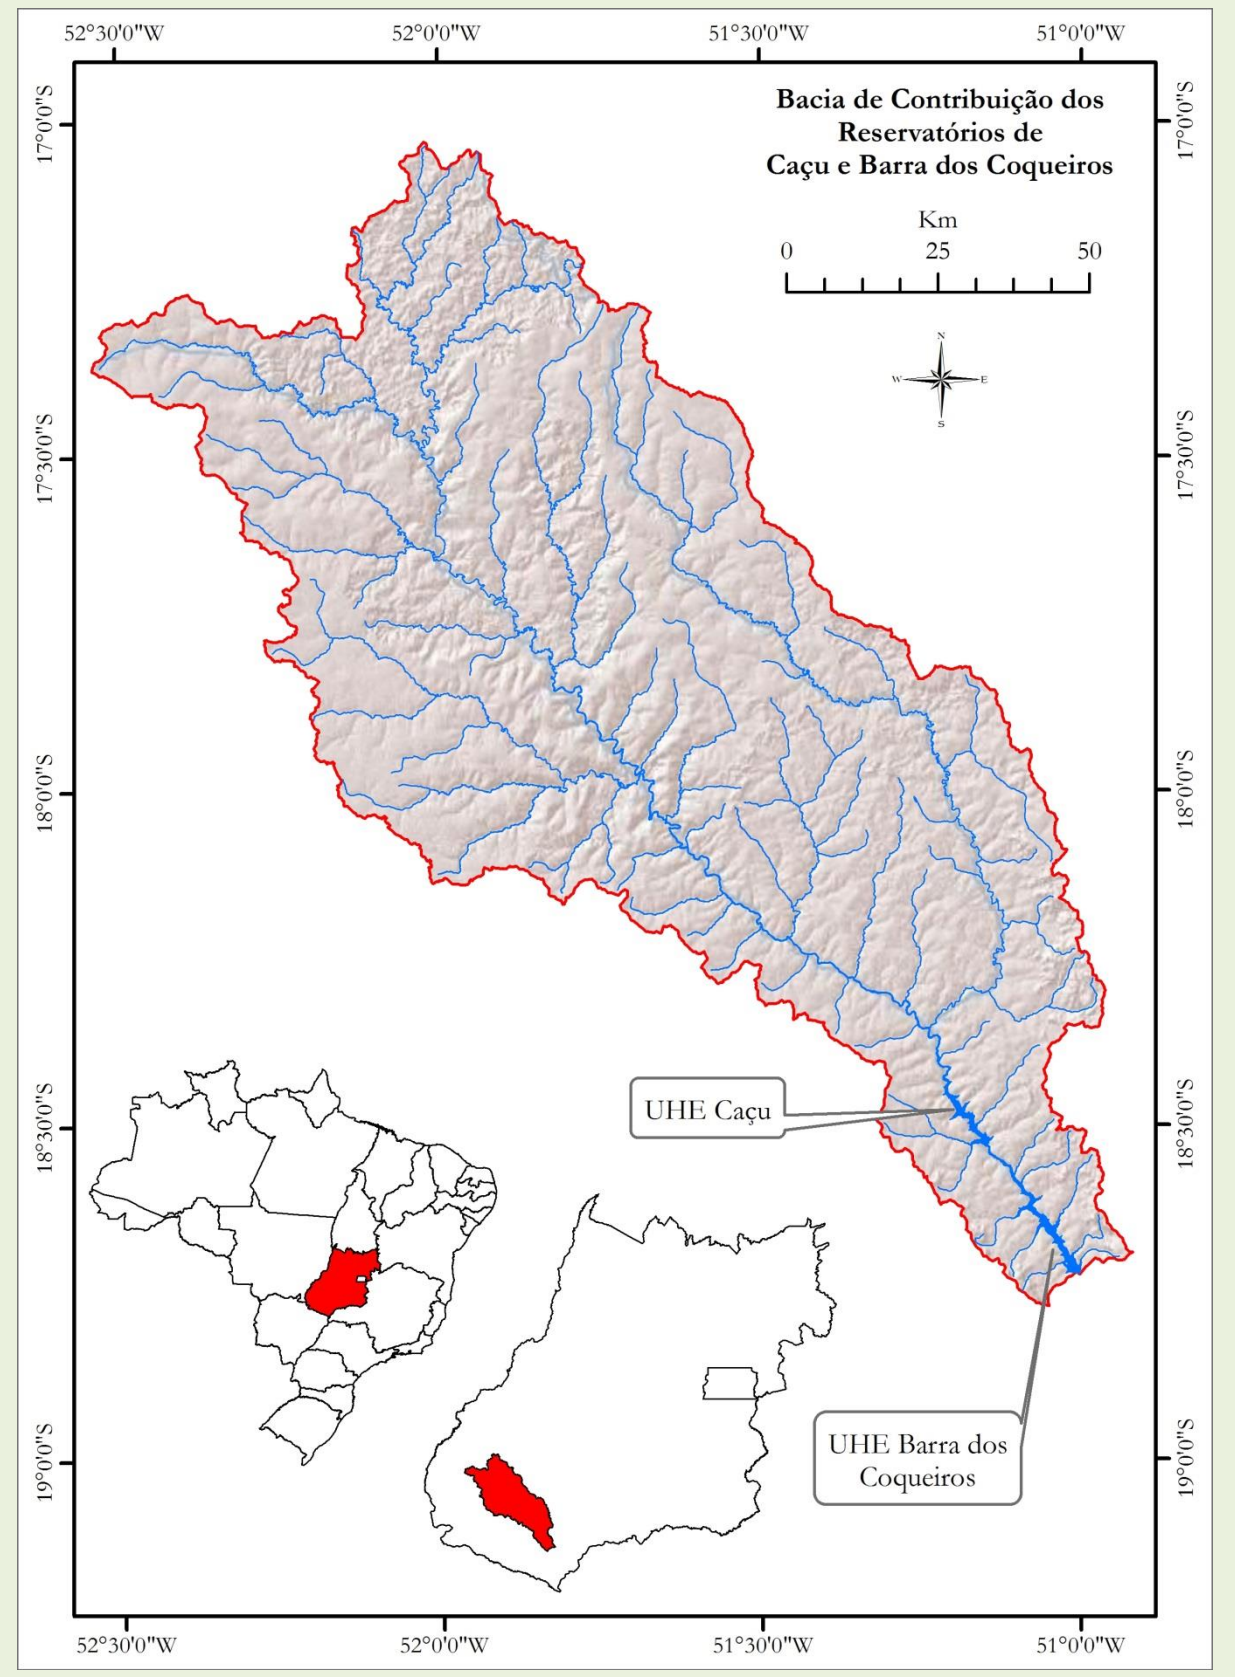 52°30'0"W 52°0'0"W 51°30'0"W 51°0'0"W
Bacia de Contribuição dos
Reservatórios de
Caçu e Barra dos Coqueiros
Km
0 25 50
N
W E
S
17°0'0"S 17°0'0"S
17°30'0"S 17°30'0"S
18°0'0"S 18°0'0"S
UHE Caçu
18°30'0"S 18°30'0"S
UHE Barra dos
Coqueiros
19°0'0"S 19°0'0"S
52°30'0"W 52°0'0"W 51°30'0"W 51°0'0"W